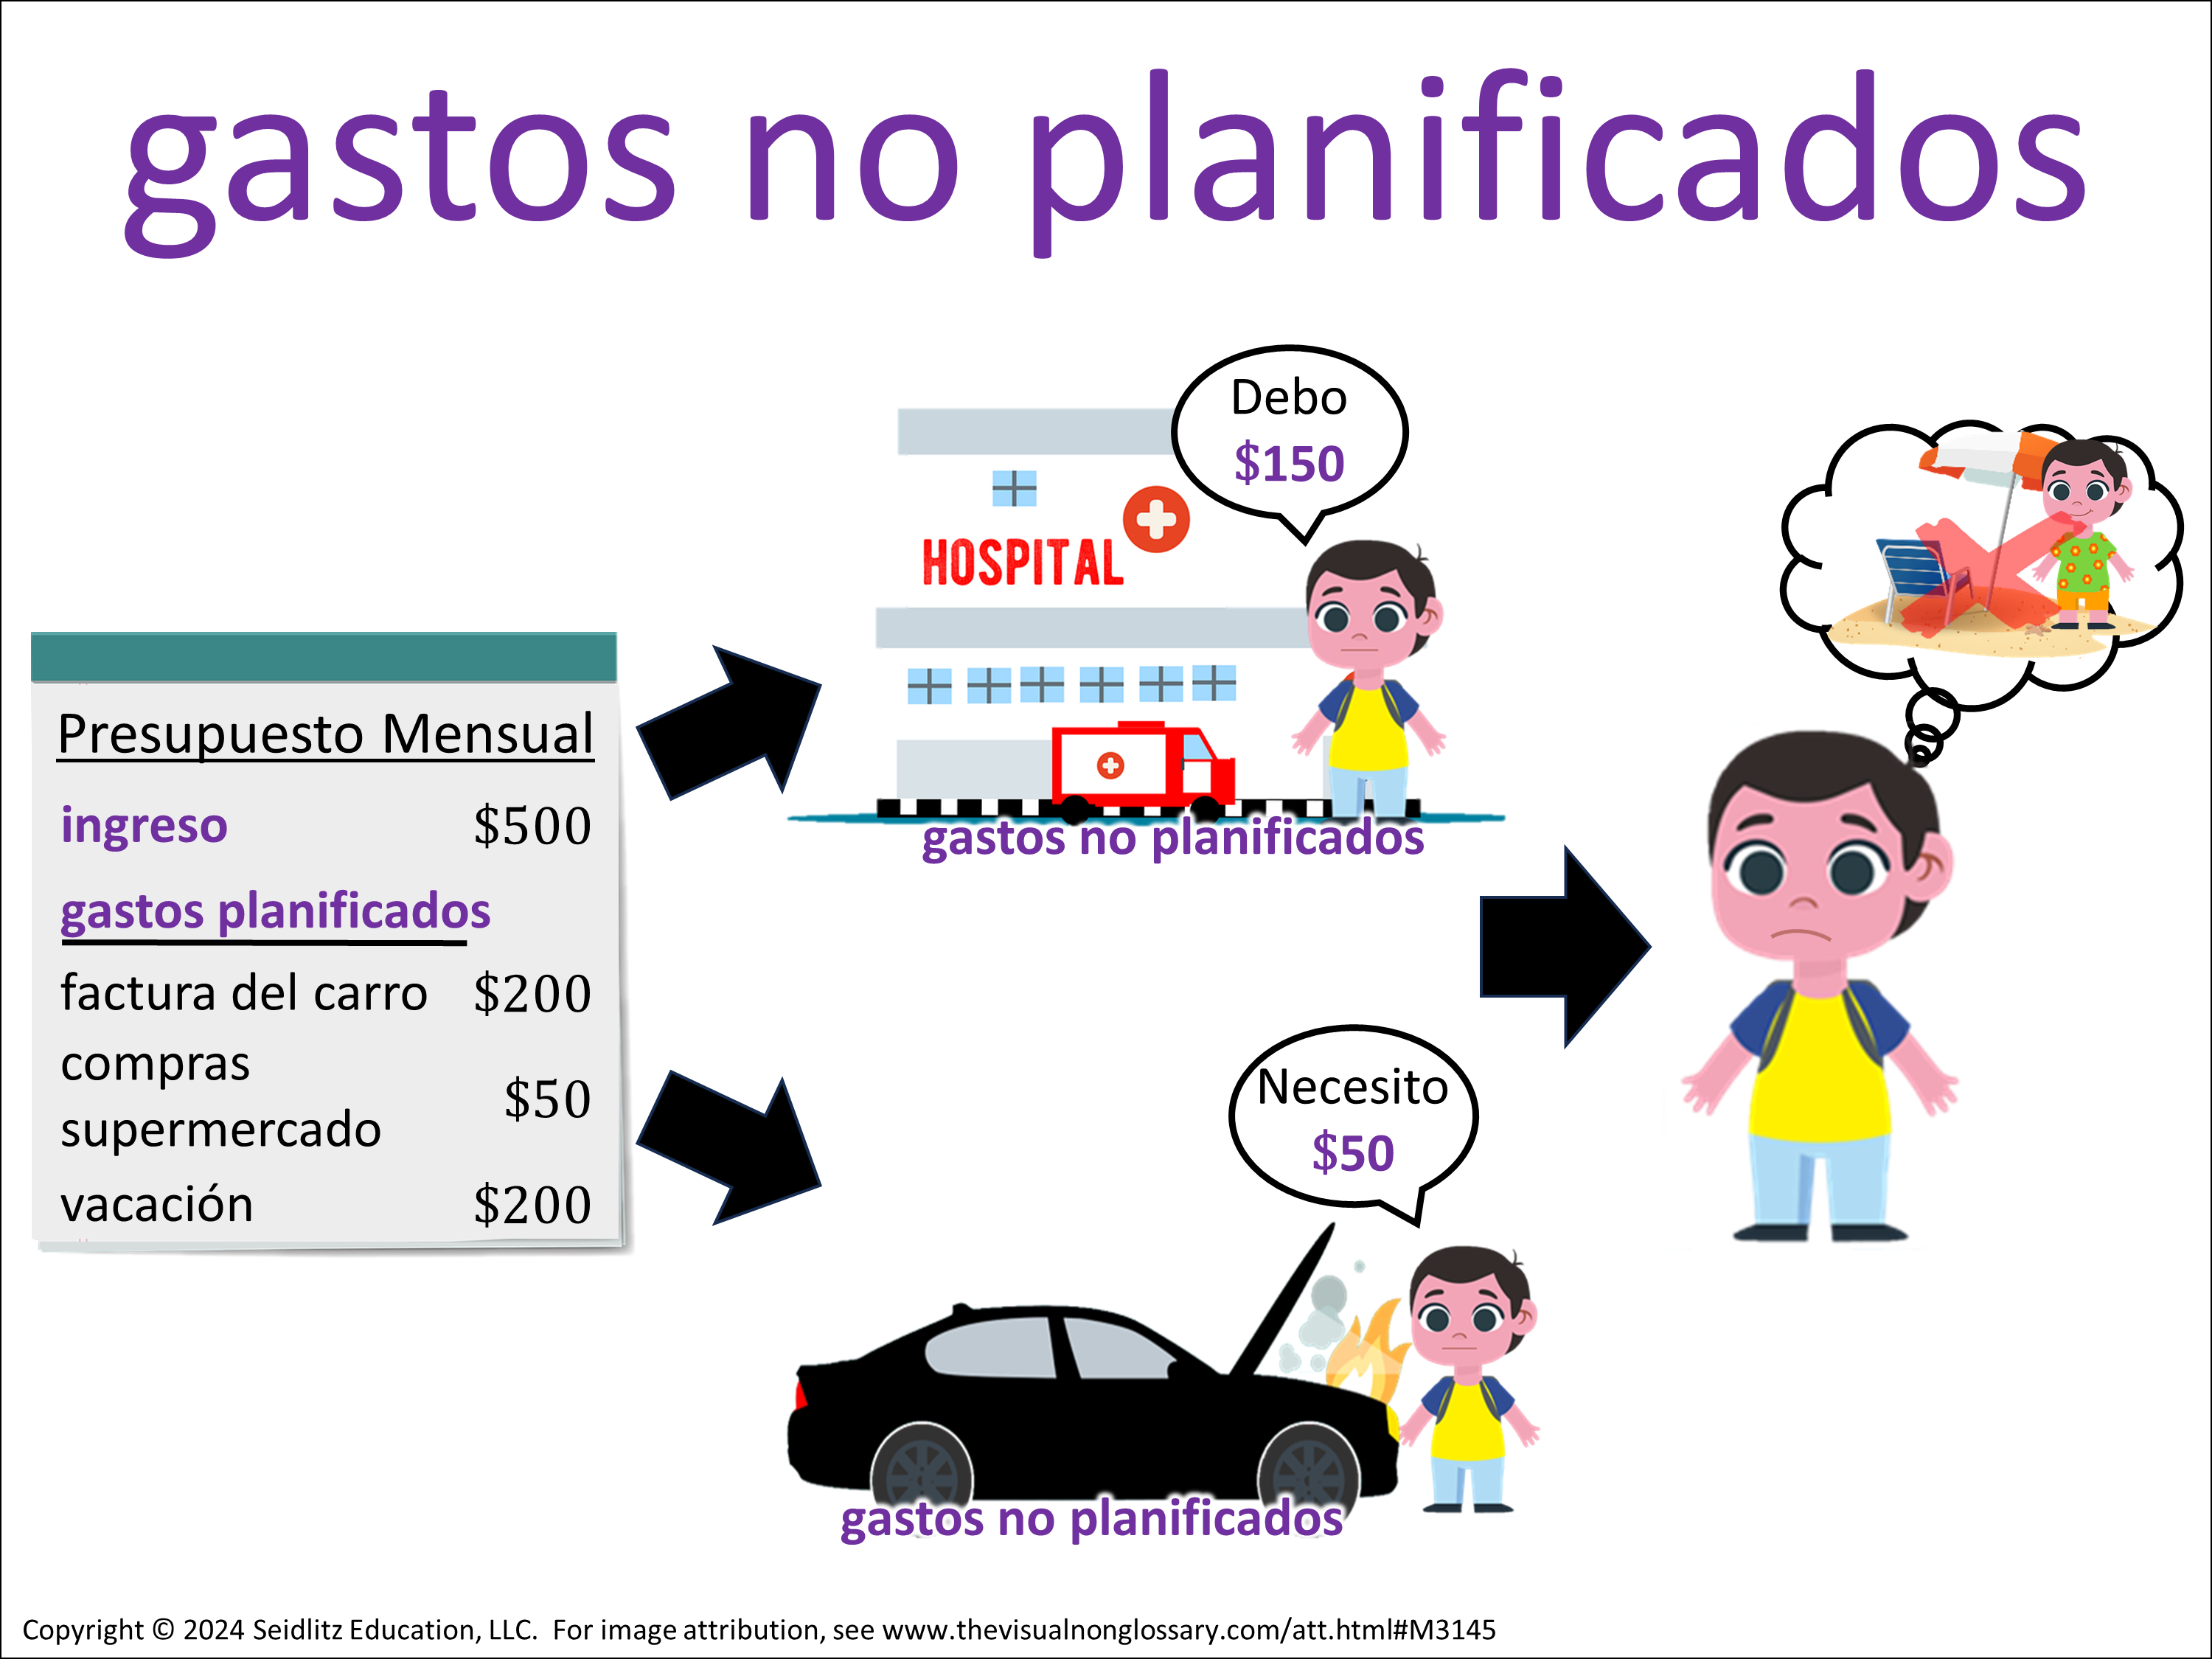 gastos no planificados
Presupuesto Mensual
ingreso $500
gastos planificados
factura del carro $200
compras
supermercado $50
vacación $200
Debo
$150
HOSPITAL
gastos no planificados
Necesito
$50
gastos no planificados
Copyright © 2024 Seidlitz Education, LLC. For image attribution, see www.thevisualnonglossary.com/att.html#M3145